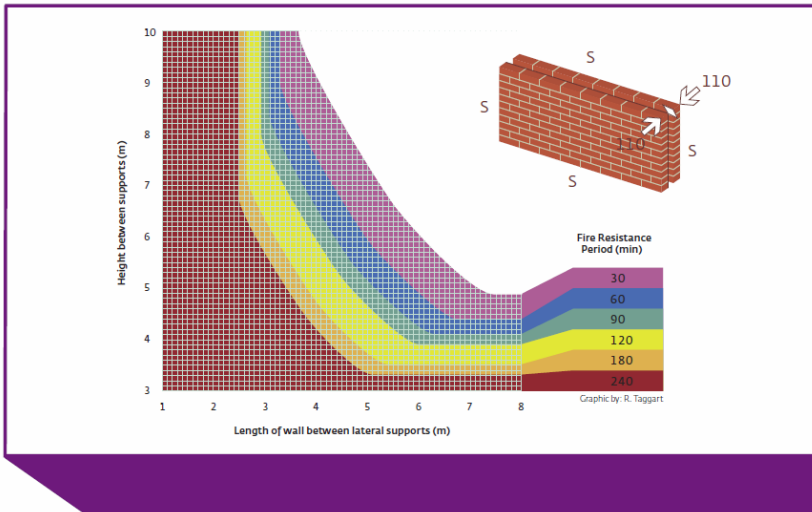 10
9
8
7
6
5
4
3
Height between supports (m)
1 2 3 4 5 6 7 8
Length of wall between lateral supports (m)
S
110
S
110
S
S
Fire Resistance
Period (min)
30
60
90
120
180
240
Graphic by: R. Taggart